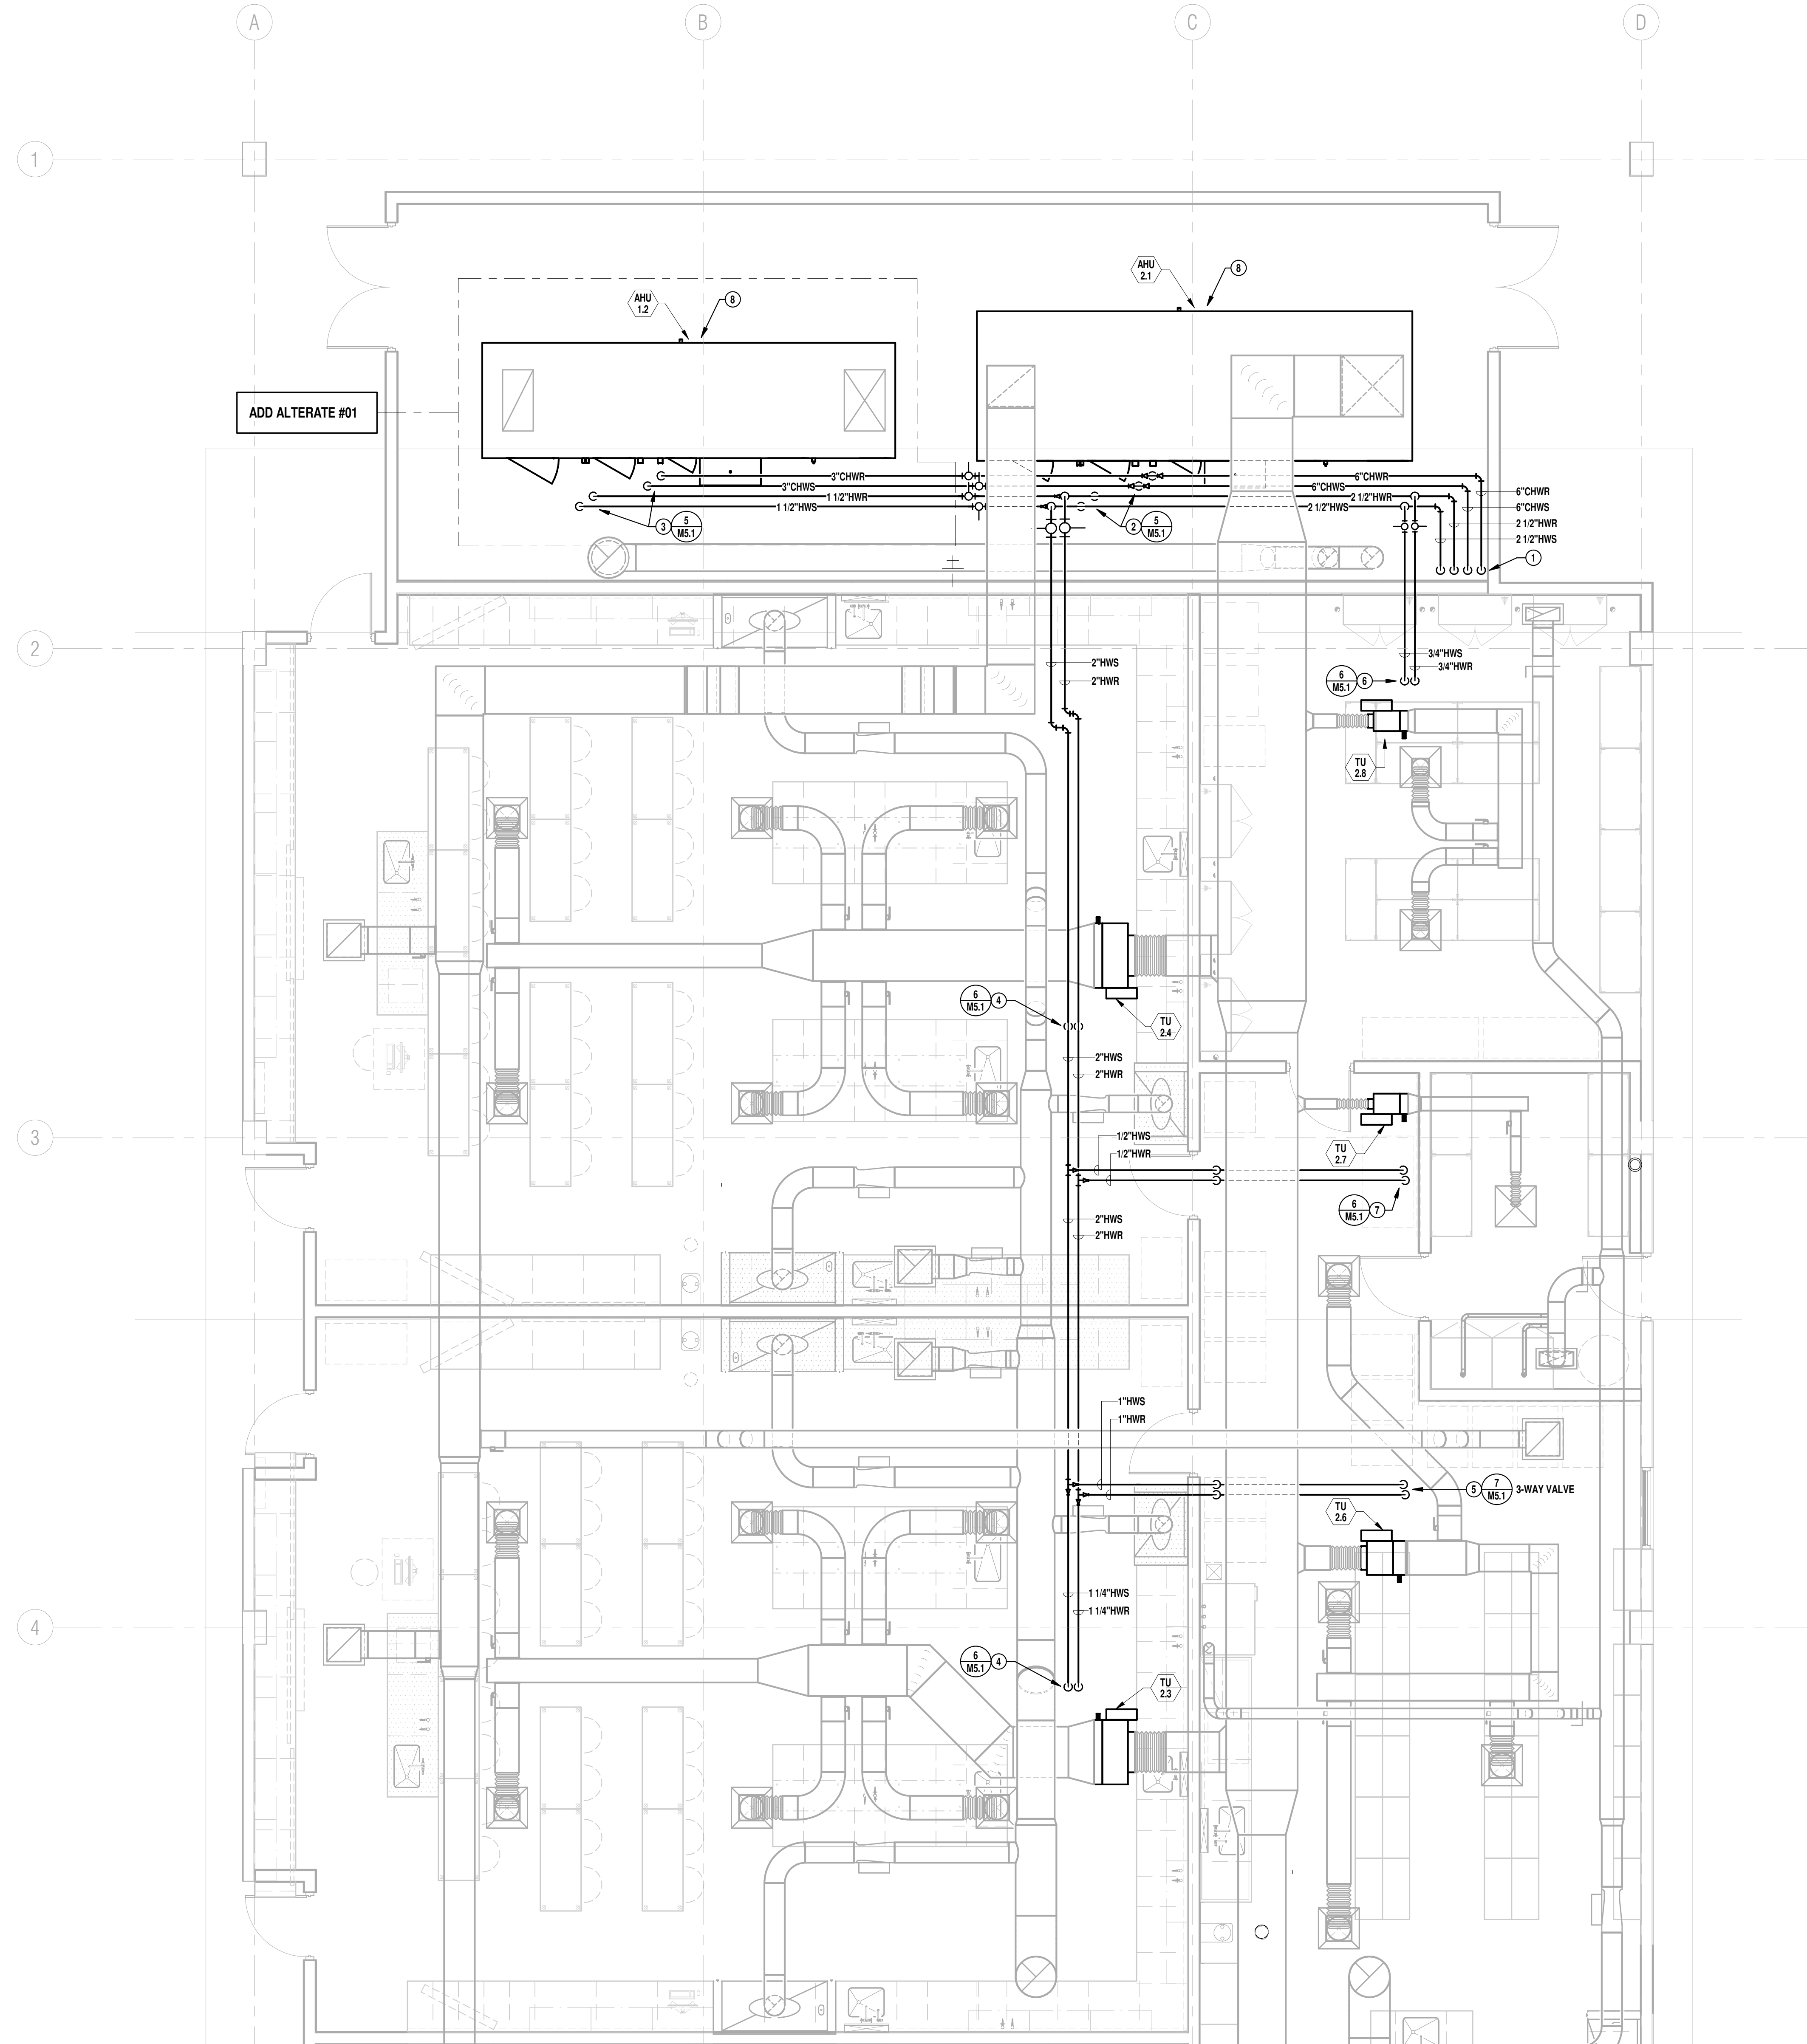 A
B
C
D
1
AHU
2.1
8
AHU
1.2
8
ADD ALTERATE #01
3"CHWR
3"CHWS
1 1/2"HWR
1 1/2"HWS
6"CHWR
6"CHWS
2 1/2"HWR
2 1/2"HWS
6"CHWR
6"CHWS
2 1/2"HWR
2 1/2"HWS
3
5
M5.1
2
5
M5.1
1
2
2"HWS
2"HWR
3/4"HWS
3/4"HWR
6
M5.1
6
TU
2.8
6
M5.1
4
TU
2.4
2"HWS
2"HWR
3
1/2"HWS
1/2"HWR
TU
2.7
6
M5.1
7
2"HWS
2"HWR
1"HWS
1"HWR
5
7
M5.1
3-WAY VALVE
TU
2.6
1 1/4"HWS
1 1/4"HWR
4
6
M5.1
4
TU
2.3